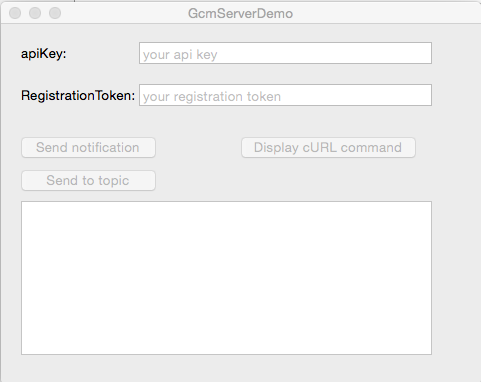 GcmServerDemo
apiKey: your api key
RegistrationToken: your registration token
Send notification Display cURL command
Send to topic